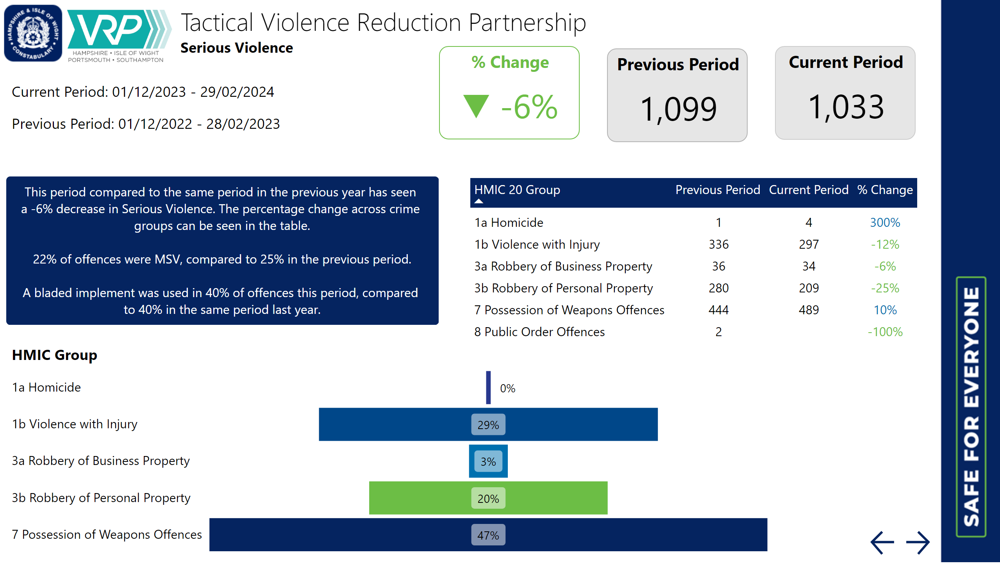 HAMPSHIRE & ISLE OF WIGHT
• CONSTABULARY •
VRP
HAMPSHIRE • ISLE OF WIGHT
PORTSMOUTH • SOUTHAMPTON
Tactical Violence Reduction Partnership
Serious Violence
Current Period: 01/12/2023 - 29/02/2024
Previous Period: 01/12/2022 - 28/02/2023
% Change
▼ -6%
Previous Period
1,099
Current Period
1,033
This period compared to the same period in the previous year has seen
a -6% decrease in Serious Violence. The percentage change across crime
groups can be seen in the table.
22% of offences were MSV, compared to 25% in the previous period.
A bladed implement was used in 40% of offences this period, compared
to 40% in the same period last year.
HMIC 20 Group Previous Period Current Period % Change
1a Homicide 1 4 300%
1b Violence with Injury 336 297 -12%
3a Robbery of Business Property 36 34 -6%
3b Robbery of Personal Property 280 209 -25%
7 Possession of Weapons Offences 444 489 10%
8 Public Order Offences 2 -100%
HMIC Group
1a Homicide 0%
1b Violence with Injury 29%
3a Robbery of Business Property 3%
3b Robbery of Personal Property 20%
7 Possession of Weapons Offences 47%
SAFE FOR EVERYONE